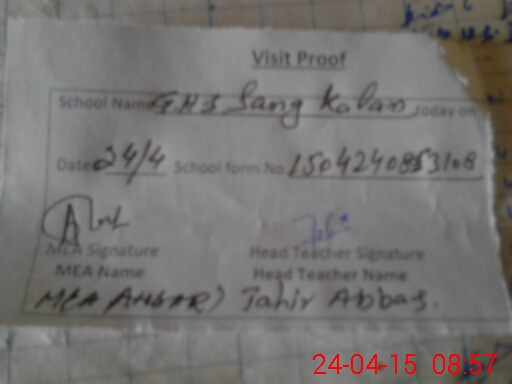 Visit Proof
School Name G.H.S Sang Kalan today on
Date 24/4 School form No. 1504240853108
MEA Signature Head Teacher Signature
MEA Name Head Teacher Name
MEA ANSAR) Tahir Abbas.
24-04-15 08:57